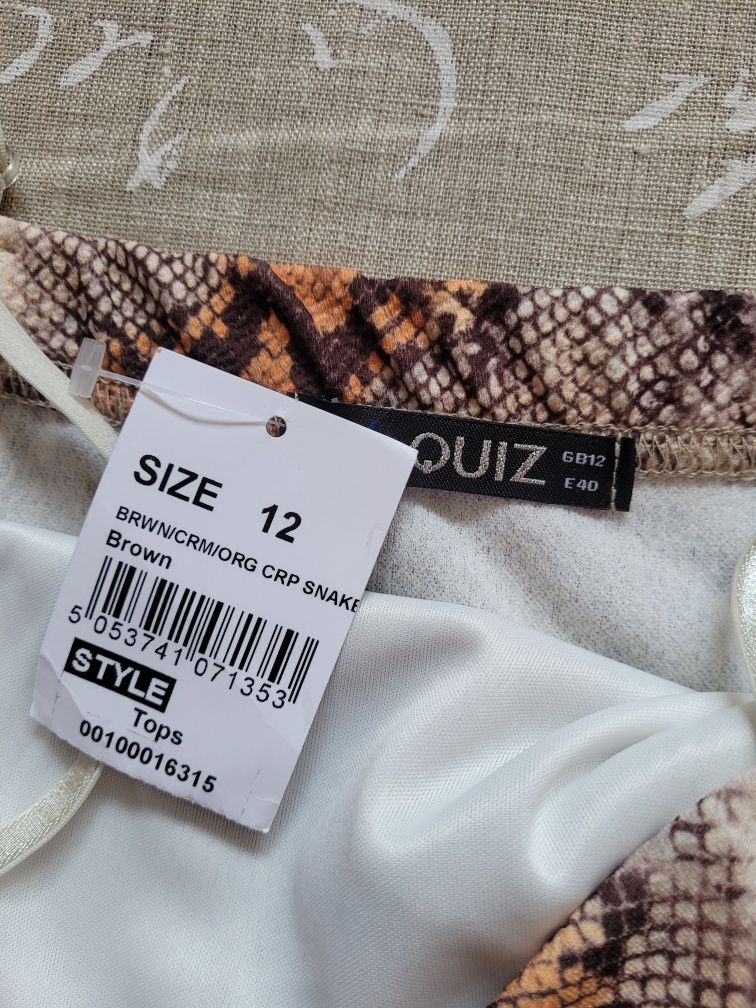 QUIZ
GB12
E40
SIZE 12
BRWN/CRM/ORG CRP SNAKE
Brown
5 053741 071353
STYLE
Tops
00100016315